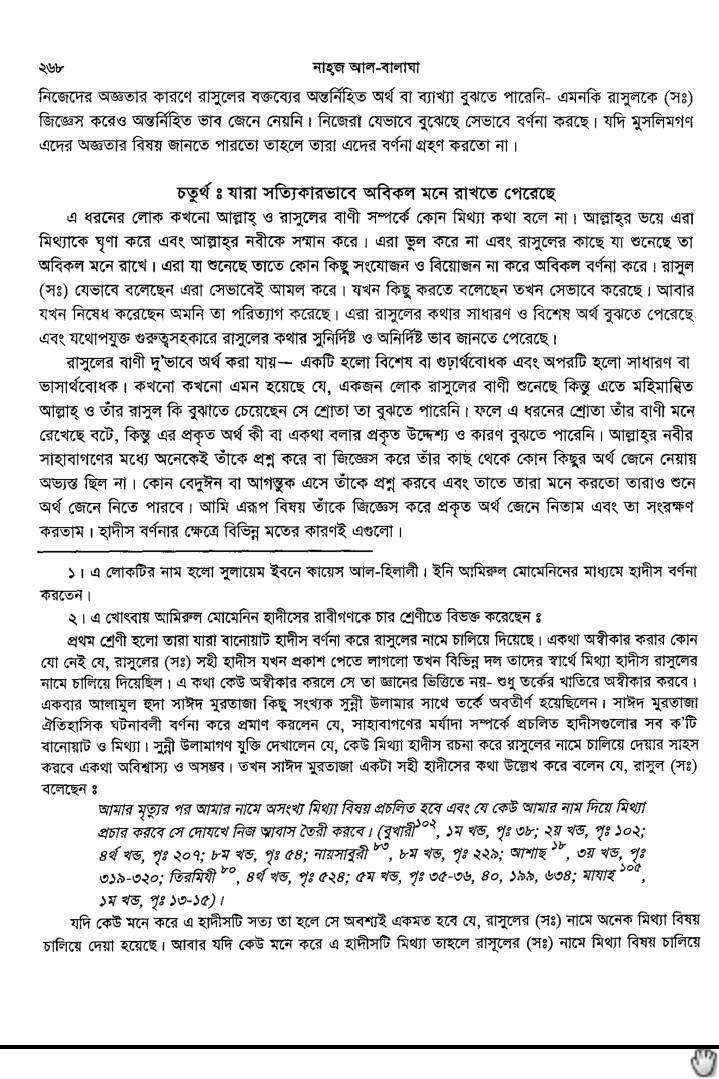 ২৬৮ নাহ্‌জ আল-বালাঘা
নিজেদের অজ্ঞতার কারণে রাসুলের বক্তব্যের অন্তর্নিহিত অর্থ বা ব্যাখ্যা বুঝতে পারেনি- এমনকি রাসুলকে (সঃ)
জিজ্ঞেস করেও অন্তর্নিহিত ভাব জেনে নেয়নি। নিজেরা যেভাবে বুঝেছে সেভাবে বর্ণনা করছে। যদি মুসলিমগণ
এদের অজ্ঞতার বিষয় জানতে পারতো তাহলে তারা এদের বর্ণনা গ্রহণ করতো না।
চতুর্থ ঃ যারা সত্যিকারভাবে অবিকল মনে রাখতে পেরেছে
এ ধরনের লোক কখনো আল্লাহ্ ও রাসুলের বাণী সম্পর্কে কোন মিথ্যা কথা বলে না। আল্লাহ্‌র ভয়ে এরা
মিথ্যাকে ঘৃণা করে এবং আল্লাহ্‌র নবীকে সম্মান করে। এরা ভুল করে না এবং রাসুলের কাছে যা শুনেছে তা
অবিকল মনে রাখে। এরা যা শুনেছে তাতে কোন কিছু সংযোজন ও বিয়োজন না করে অবিকল বর্ণনা করে। রাসুল
(সঃ) যেভাবে বলেছেন এরা সেভাবেই আমল করে। যখন কিছু করতে বলেছেন তখন সেভাবে করেছে। আবার
যখন নিষেধ করেছেন অমনি তা পরিত্যাগ করেছে। এরা রাসুলের কথার সাধারণ ও বিশেষ অর্থ বুঝতে পেরেছে
এবং যথোপযুক্ত গুরুত্বসহকারে রাসুলের কথার সুনির্দিষ্ট ও অনির্দিষ্ট ভাব জানতে পেরেছে।
রাসুলের বাণী দু'ভাবে অর্থ করা যায়— একটি হলো বিশেষ বা গুঢ়ার্থবোধক এবং অপরটি হলো সাধারণ বা
ভাসার্থবোধক। কখনো কখনো এমন হয়েছে যে, একজন লোক রাসুলের বাণী শুনেছে কিন্তু এতে মহিমান্বিত
আল্লাহ্ ও তাঁর রাসুল কি বুঝাতে চেয়েছেন সে শ্রোতা তা বুঝতে পারেনি। ফলে এ ধরনের শ্রোতা তাঁর বাণী মনে
রেখেছে বটে, কিন্তু এর প্রকৃত অর্থ কী বা একথা বলার প্রকৃত উদ্দেশ্য ও কারণ বুঝতে পারেনি। আল্লাহ্‌র নবীর
সাহাবাগণের মধ্যে অনেকেই তাঁকে প্রশ্ন করে বা জিজ্ঞেস করে তাঁর কাছ থেকে কোন কিছুর অর্থ জেনে নেয়ায়
অভ্যস্ত ছিল না। কোন বেদুঈন বা আগন্তুক এসে তাঁকে প্রশ্ন করবে এবং তাতে তারা মনে করতো তারাও শুনে
অর্থ জেনে নিতে পারবে। আমি এরূপ বিষয় তাঁকে জিজ্ঞেস করে প্রকৃত অর্থ জেনে নিতাম এবং তা সংরক্ষণ
করতাম। হাদীস বর্ণনার ক্ষেত্রে বিভিন্ন মতের কারণই এগুলো।
১। এ লোকটির নাম হলো সুলায়েম ইবনে কায়েস আল-হিলালী। ইনি আমিরুল মোমেনিনের মাধ্যমে হাদীস বর্ণনা
করতেন।
২। এ খোৎবায় আমিরুল মোমেনিন হাদীসের রাবীগণকে চার শ্রেণীতে বিভক্ত করেছেন ঃ
প্রথম শ্রেণী হলো তারা যারা বানোয়াট হাদীস বর্ণনা করে রাসুলের নামে চালিয়ে দিয়েছে। একথা অস্বীকার করার কোন
যো নেই যে, রাসুলের (সঃ) সহী হাদীস যখন প্রকাশ পেতে লাগলো তখন বিভিন্ন দল তাদের স্বার্থে মিথ্যা হাদীস রাসুলের
নামে চালিয়ে দিয়েছিল। এ কথা কেউ অস্বীকার করলে সে তা জ্ঞানের ভিত্তিতে নয়- শুধু তর্কের খাতিরে অস্বীকার করবে।
একবার আলামুল হুদা সাঈদ মুরতাজা কিছু সংখ্যক সুন্নী উলামার সাথে তর্কে অবতীর্ণ হয়েছিলেন। সাঈদ মুরতাজা
ঐতিহাসিক ঘটনাবলী বর্ণনা করে প্রমাণ করলেন যে, সাহাবাগণের মর্যাদা সম্পর্কে প্রচলিত হাদীসগুলোর সব ক'টি
বানোয়াট ও মিথ্যা। সুন্নী উলামাগণ যুক্তি দেখালেন যে, কেউ মিথ্যা হাদীস রচনা করে রাসুলের নামে চালিয়ে দেয়ার সাহস
করবে একথা অবিশ্বাস্য ও অসম্ভব। তখন সাঈদ মুরতাজা একটা সহী হাদীসের কথা উল্লেখ করে বলেন যে, রাসুল (সঃ)
বলেছেন ঃ
আমার মৃত্যুর পর আমার নামে অসংখ্য মিথ্যা বিষয় প্রচলিত হবে এবং যে কেউ আমার নাম দিয়ে মিথ্যা
প্রচার করবে সে দোযখে নিজ আবাস তৈরী করবে। (বুখারী১০২, ১ম খন্ড, পৃঃ ৩৮; ২য় খন্ড, পৃঃ ১০২;
৪র্থ খন্ড, পৃঃ ২০৭; ৮ম খন্ড, পৃঃ ৫৪; নায়সাবুরী ৮৩, ৮ম খন্ড, পৃঃ ২২৯; আশাছ ১৮, ৩য় খন্ড, পৃঃ
৩১৯-৩২০; তিরমিযী ৮০, ৪র্থ খন্ড, পৃঃ ৫২৪; ৫ম খন্ড, পৃঃ ৩৫-৩৬, ৪০, ১৯৯, ৬৩৪; মাযাহ ১০৫,
১ম খন্ড, পৃঃ ১৩-১৫)।
যদি কেউ মনে করে এ হাদীসটি সত্য তা হলে সে অবশ্যই একমত হবে যে, রাসুলের (সঃ) নামে অনেক মিথ্যা বিষয়
চালিয়ে দেয়া হয়েছে। আবার যদি কেউ মনে করে এ হাদীসটি মিথ্যা তাহলে রাসূলের (সঃ) নামে মিথ্যা বিষয় চালিয়ে